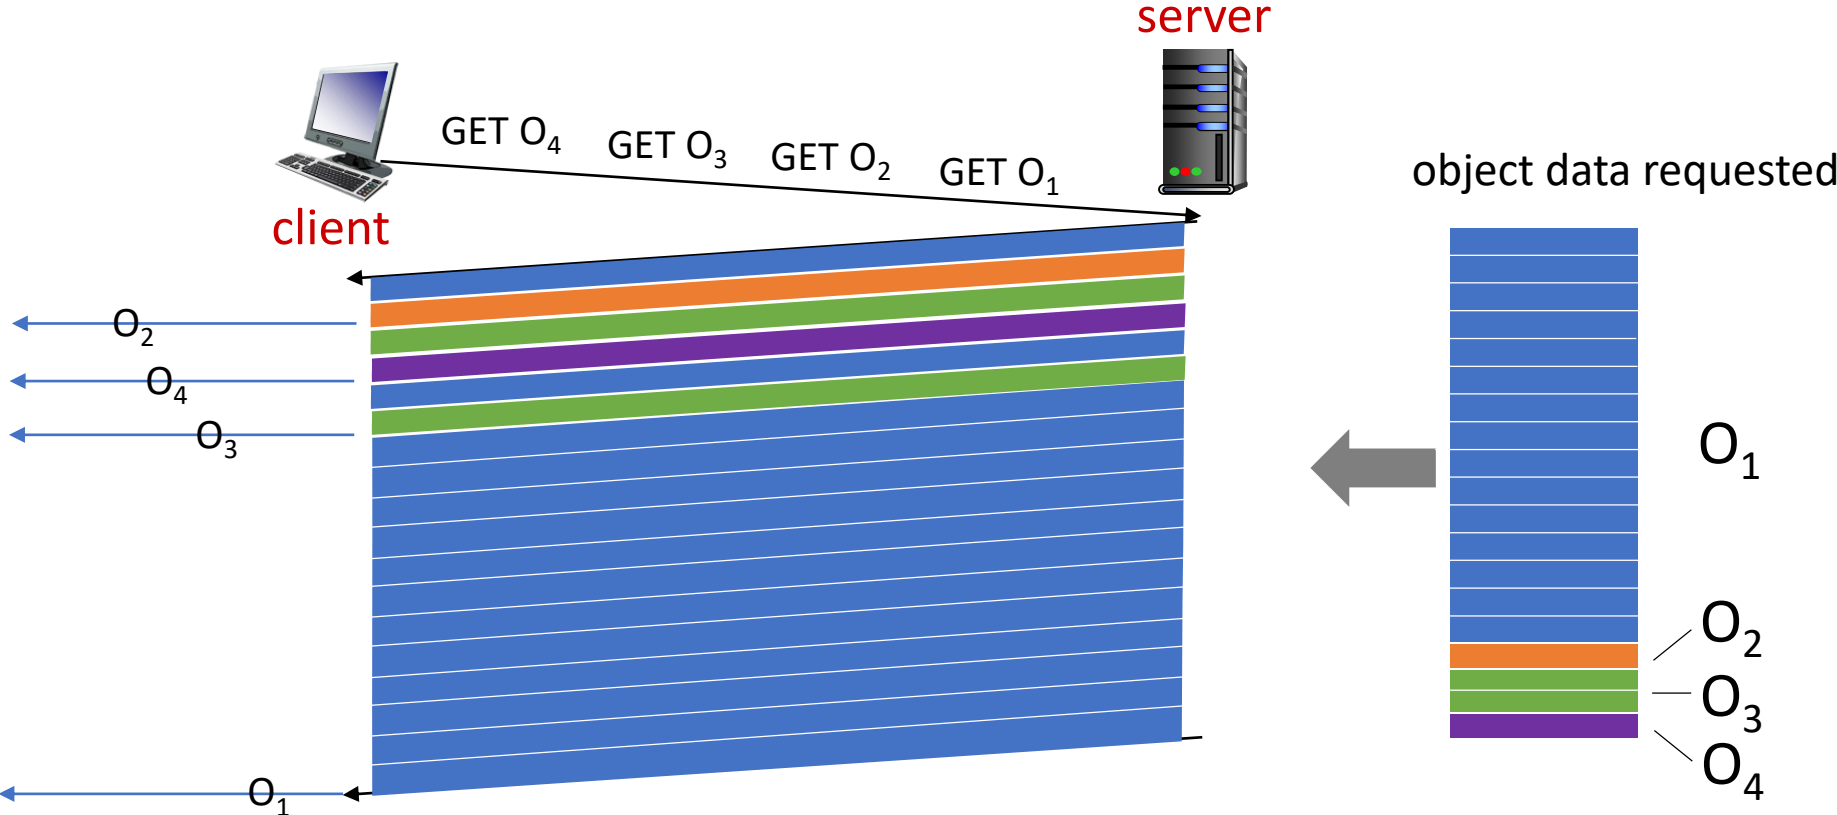 server
GET O₄
GET O₃
GET O₂
GET O₁
object data requested
client
O₂
O₄
O₃
O₁
O₁
O₂
O₃
O₄